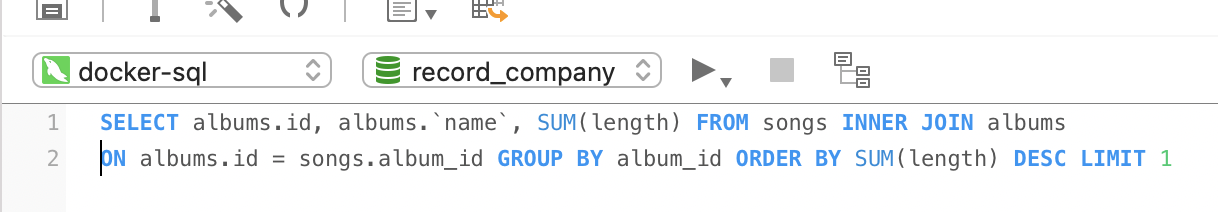 docker-sql record_company
1 SELECT albums.id, albums.`name`, SUM(length) FROM songs INNER JOIN albums
2 ON albums.id = songs.album_id GROUP BY album_id ORDER BY SUM(length) DESC LIMIT 1